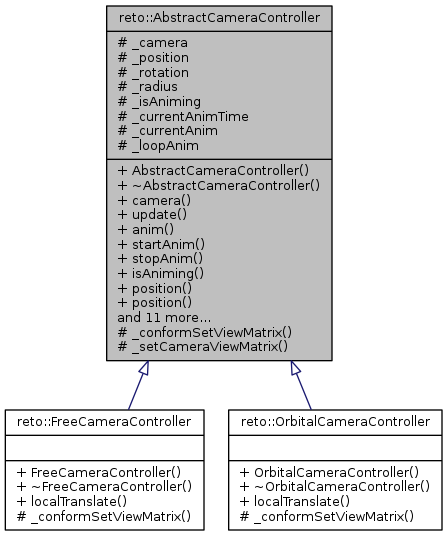 reto::AbstractCameraController
# _camera
# _position
# _rotation
# _radius
# _isAniming
# _currentAnimTime
# _currentAnim
# _loopAnim
+ AbstractCameraController()
+ ~AbstractCameraController()
+ camera()
+ update()
+ anim()
+ startAnim()
+ stopAnim()
+ isAniming()
+ position()
+ position()
and 11 more...
# _conformSetViewMatrix()
# _setCameraViewMatrix()
reto::FreeCameraController
+ FreeCameraController()
+ ~FreeCameraController()
+ localTranslate()
# _conformSetViewMatrix()
reto::OrbitalCameraController
+ OrbitalCameraController()
+ ~OrbitalCameraController()
+ localTranslate()
# _conformSetViewMatrix()